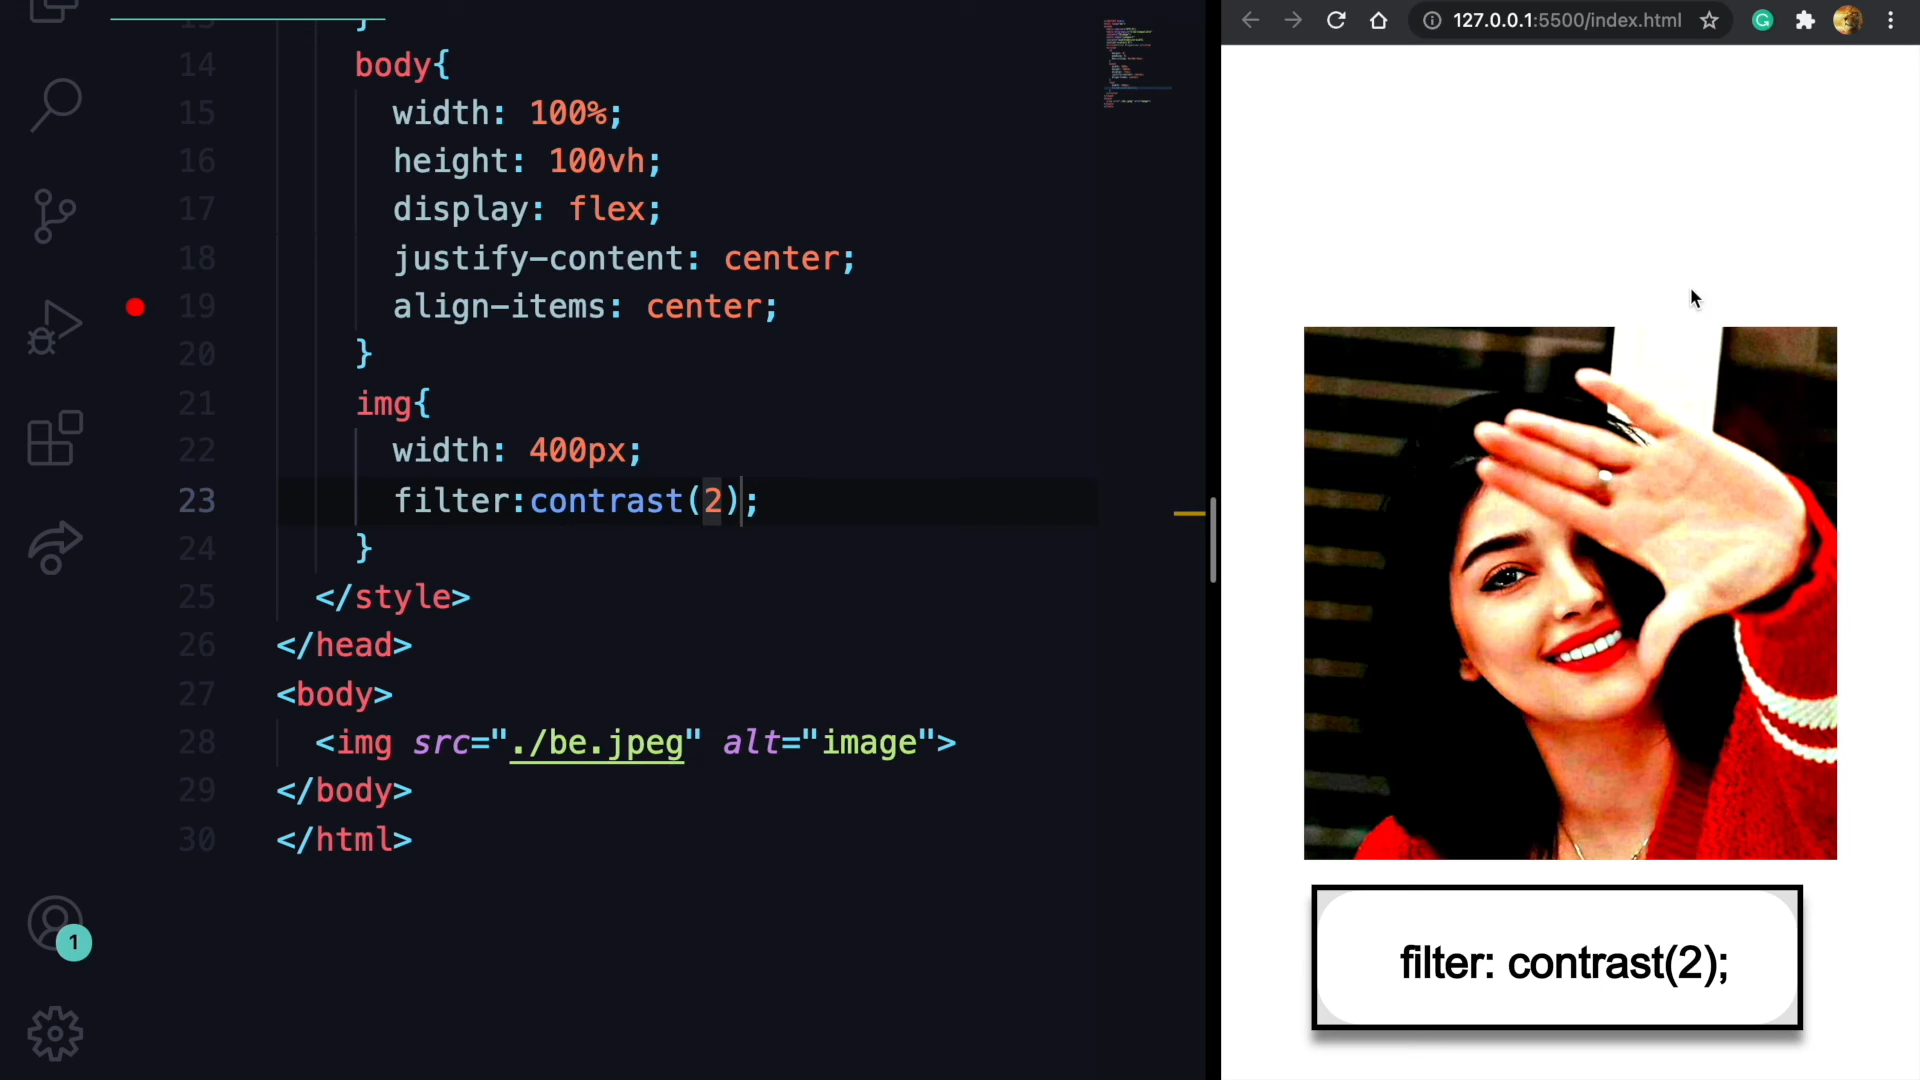 13 }
14 body{
15 width: 100%;
16 height: 100vh;
17 display: flex;
18 justify-content: center;
19 align-items: center;
20 }
21 img{
22 width: 400px;
23 filter:contrast(2);
24 }
25 </style>
26 </head>
27 <body>
28 <img src="./be.jpeg" alt="image">
29 </body>
30 </html>
1
127.0.0.1:5500/index.html
filter: contrast(2);